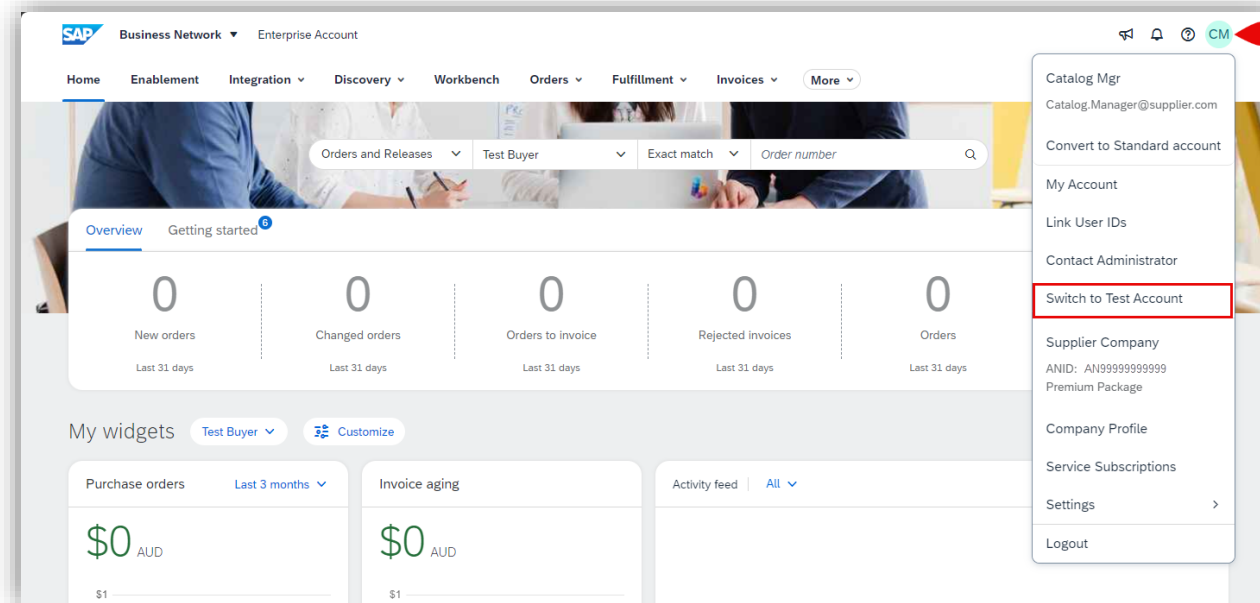 SAP Business Network Enterprise Account CM
Home Enablement Integration Discovery Workbench Orders Fulfillment Invoices More
Orders and Releases Test Buyer Exact match Order number
Overview Getting started 6
0 0 0 0 0
New orders Changed orders Orders to invoice Rejected invoices Orders
Last 31 days Last 31 days Last 31 days Last 31 days Last 31 days
My widgets Test Buyer Customize
Purchase orders Last 3 months Invoice aging Activity feed All
$0 AUD $0 AUD
$1 $1
Catalog Mgr
Catalog.Manager@supplier.com
Convert to Standard account
My Account
Link User IDs
Contact Administrator
Switch to Test Account
Supplier Company
ANID: AN99999999999
Premium Package
Company Profile
Service Subscriptions
Settings
Logout